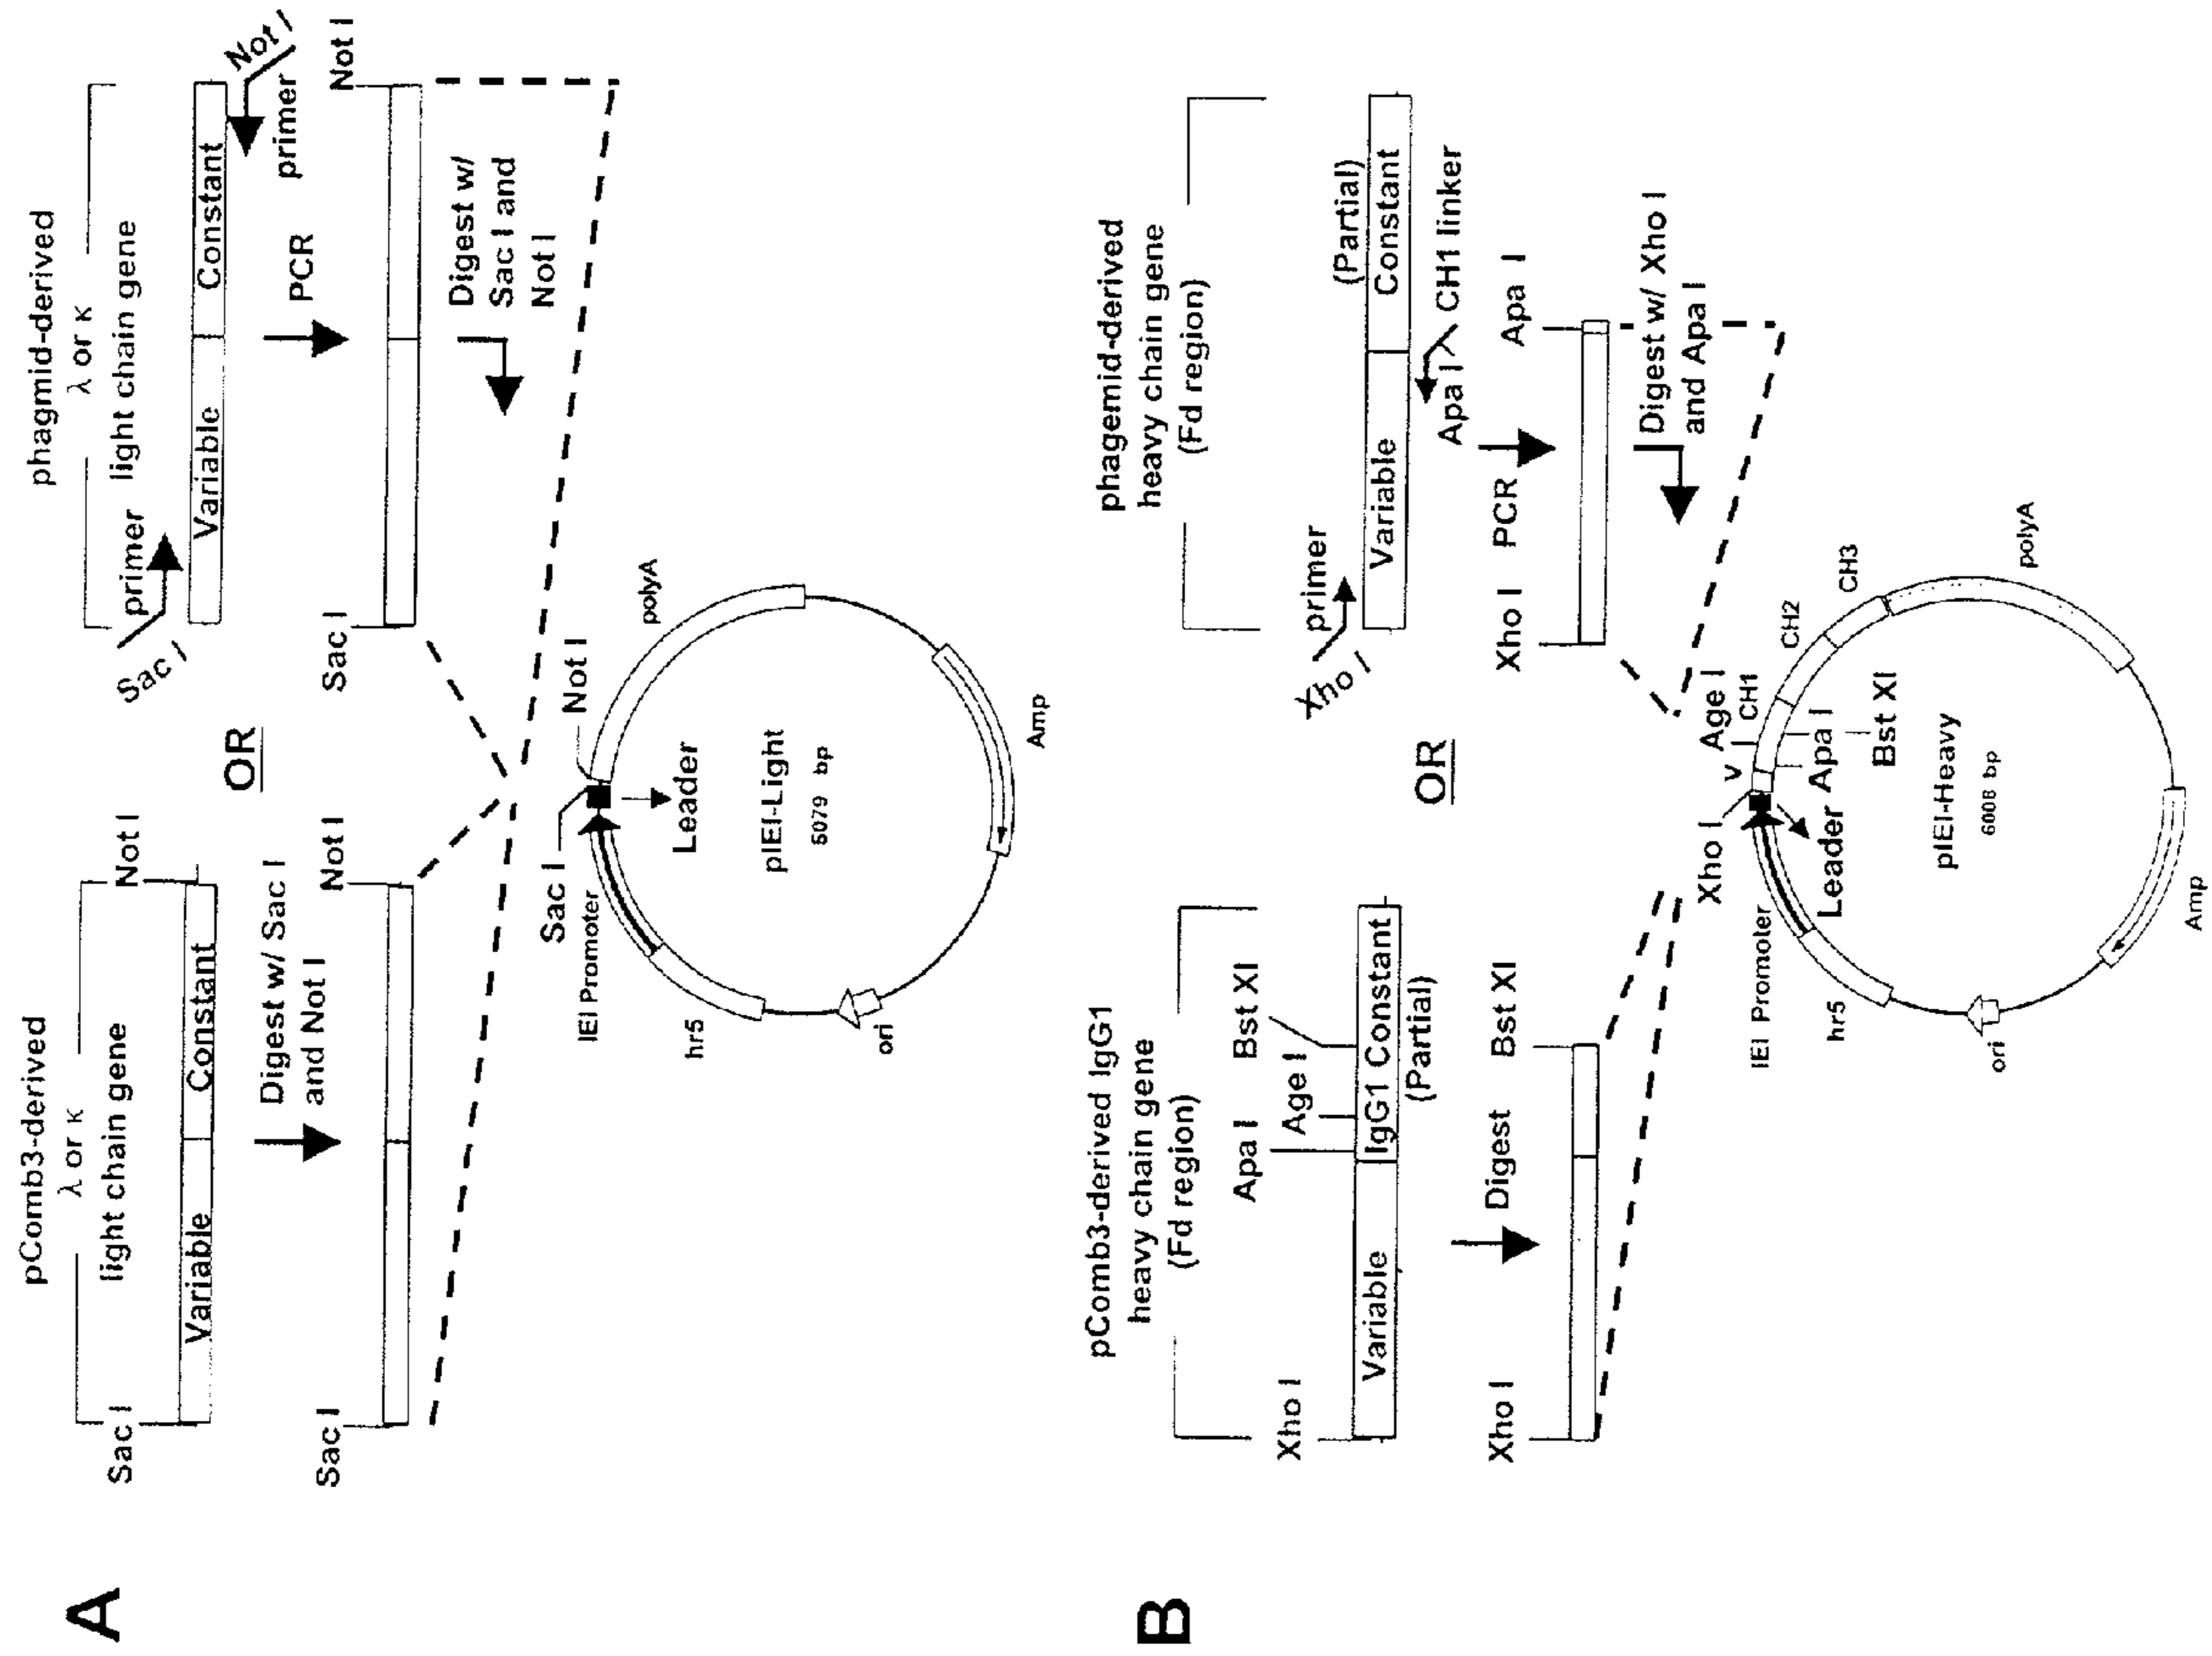 A
pComb3-derived
λ or κ
light chain gene
Sac I
Not I
Variable
Constant
Digest w/ Sac I
and Not I
Sac I
Not I
OR
phagmid-derived
λ or κ
light chain gene
Sac I
primer
Variable
Constant
Not I
primer
PCR
Sac I
Not I
Digest w/
Sac I and
Not I
Sac I
Not I
IEI Promoter
Leader
polyA
hr5
pIEI-Light
5079 bp
ori
Amp
B
pComb3-derived IgG1
heavy chain gene
(Fd region)
Xho I
Apa I
Age I
Bst XI
Variable
IgG1 Constant
(Partial)
Digest
Xho I
Bst XI
OR
phagemid-derived
heavy chain gene
(Fd region)
Xho I
primer
(Partial)
Variable
Constant
Apa I
CH1 linker
PCR
Xho I
Apa I
Digest w/ Xho I
and Apa I
Xho I
V
Age I
CH1
CH2
CH3
IEI Promoter
Leader
Apa I
Bst XI
polyA
hr5
pIEI-Heavy
6008 bp
ori
Amp